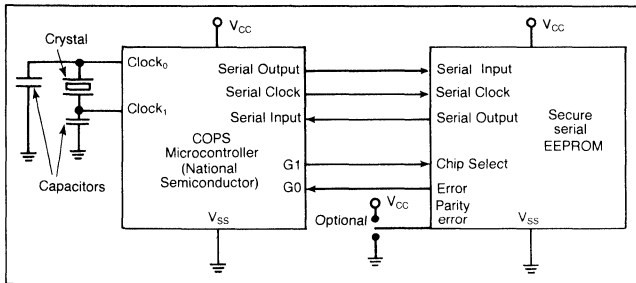 V_CC
V_CC
Crystal
Clock₀
Serial Output
Serial Input
Serial Clock
Serial Clock
Clock₁
Serial Input
Serial Output
COPS
Microcontroller
(National
Semiconductor)
Secure
serial
EEPROM
G1
Chip Select
Capacitors
G0
Error
V_CC
Parity
error
Optional
V_SS
V_SS